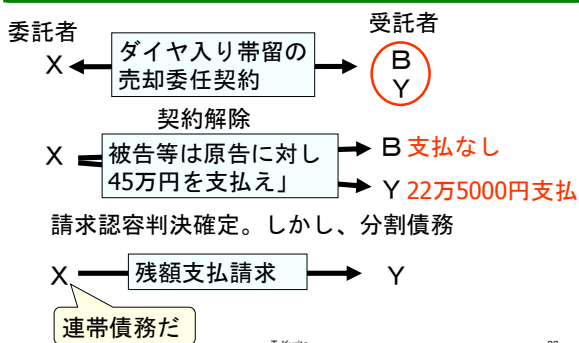 委託者
受託者
X
ダイヤ入り帯留の
売却委任契約
B
Y
契約解除
X
被告等は原告に対し
45万円を支払え」
B 支払なし
Y 22万5000円支払
請求認容判決確定。しかし、分割債務
X
残額支払請求
Y
連帯債務だ